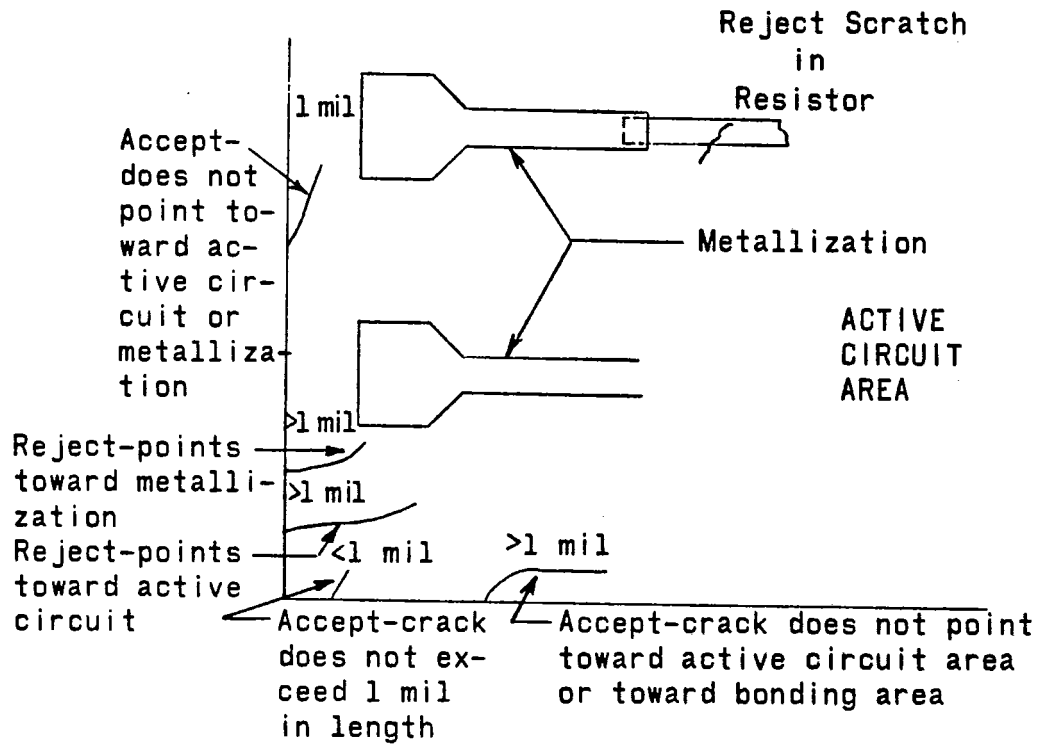 Reject Scratch
in
Resistor
1 mil
Accept-
does not
point to-
ward ac-
tive cir-
cuit or
metalliza-
tion
Metallization
ACTIVE
CIRCUIT
AREA
>1 mil
Reject-points
toward metalli-
zation
>1 mil
Reject-points
toward active
circuit
<1 mil
>1 mil
Accept-crack
does not ex-
ceed 1 mil
in length
Accept-crack does not point
toward active circuit area
or toward bonding area